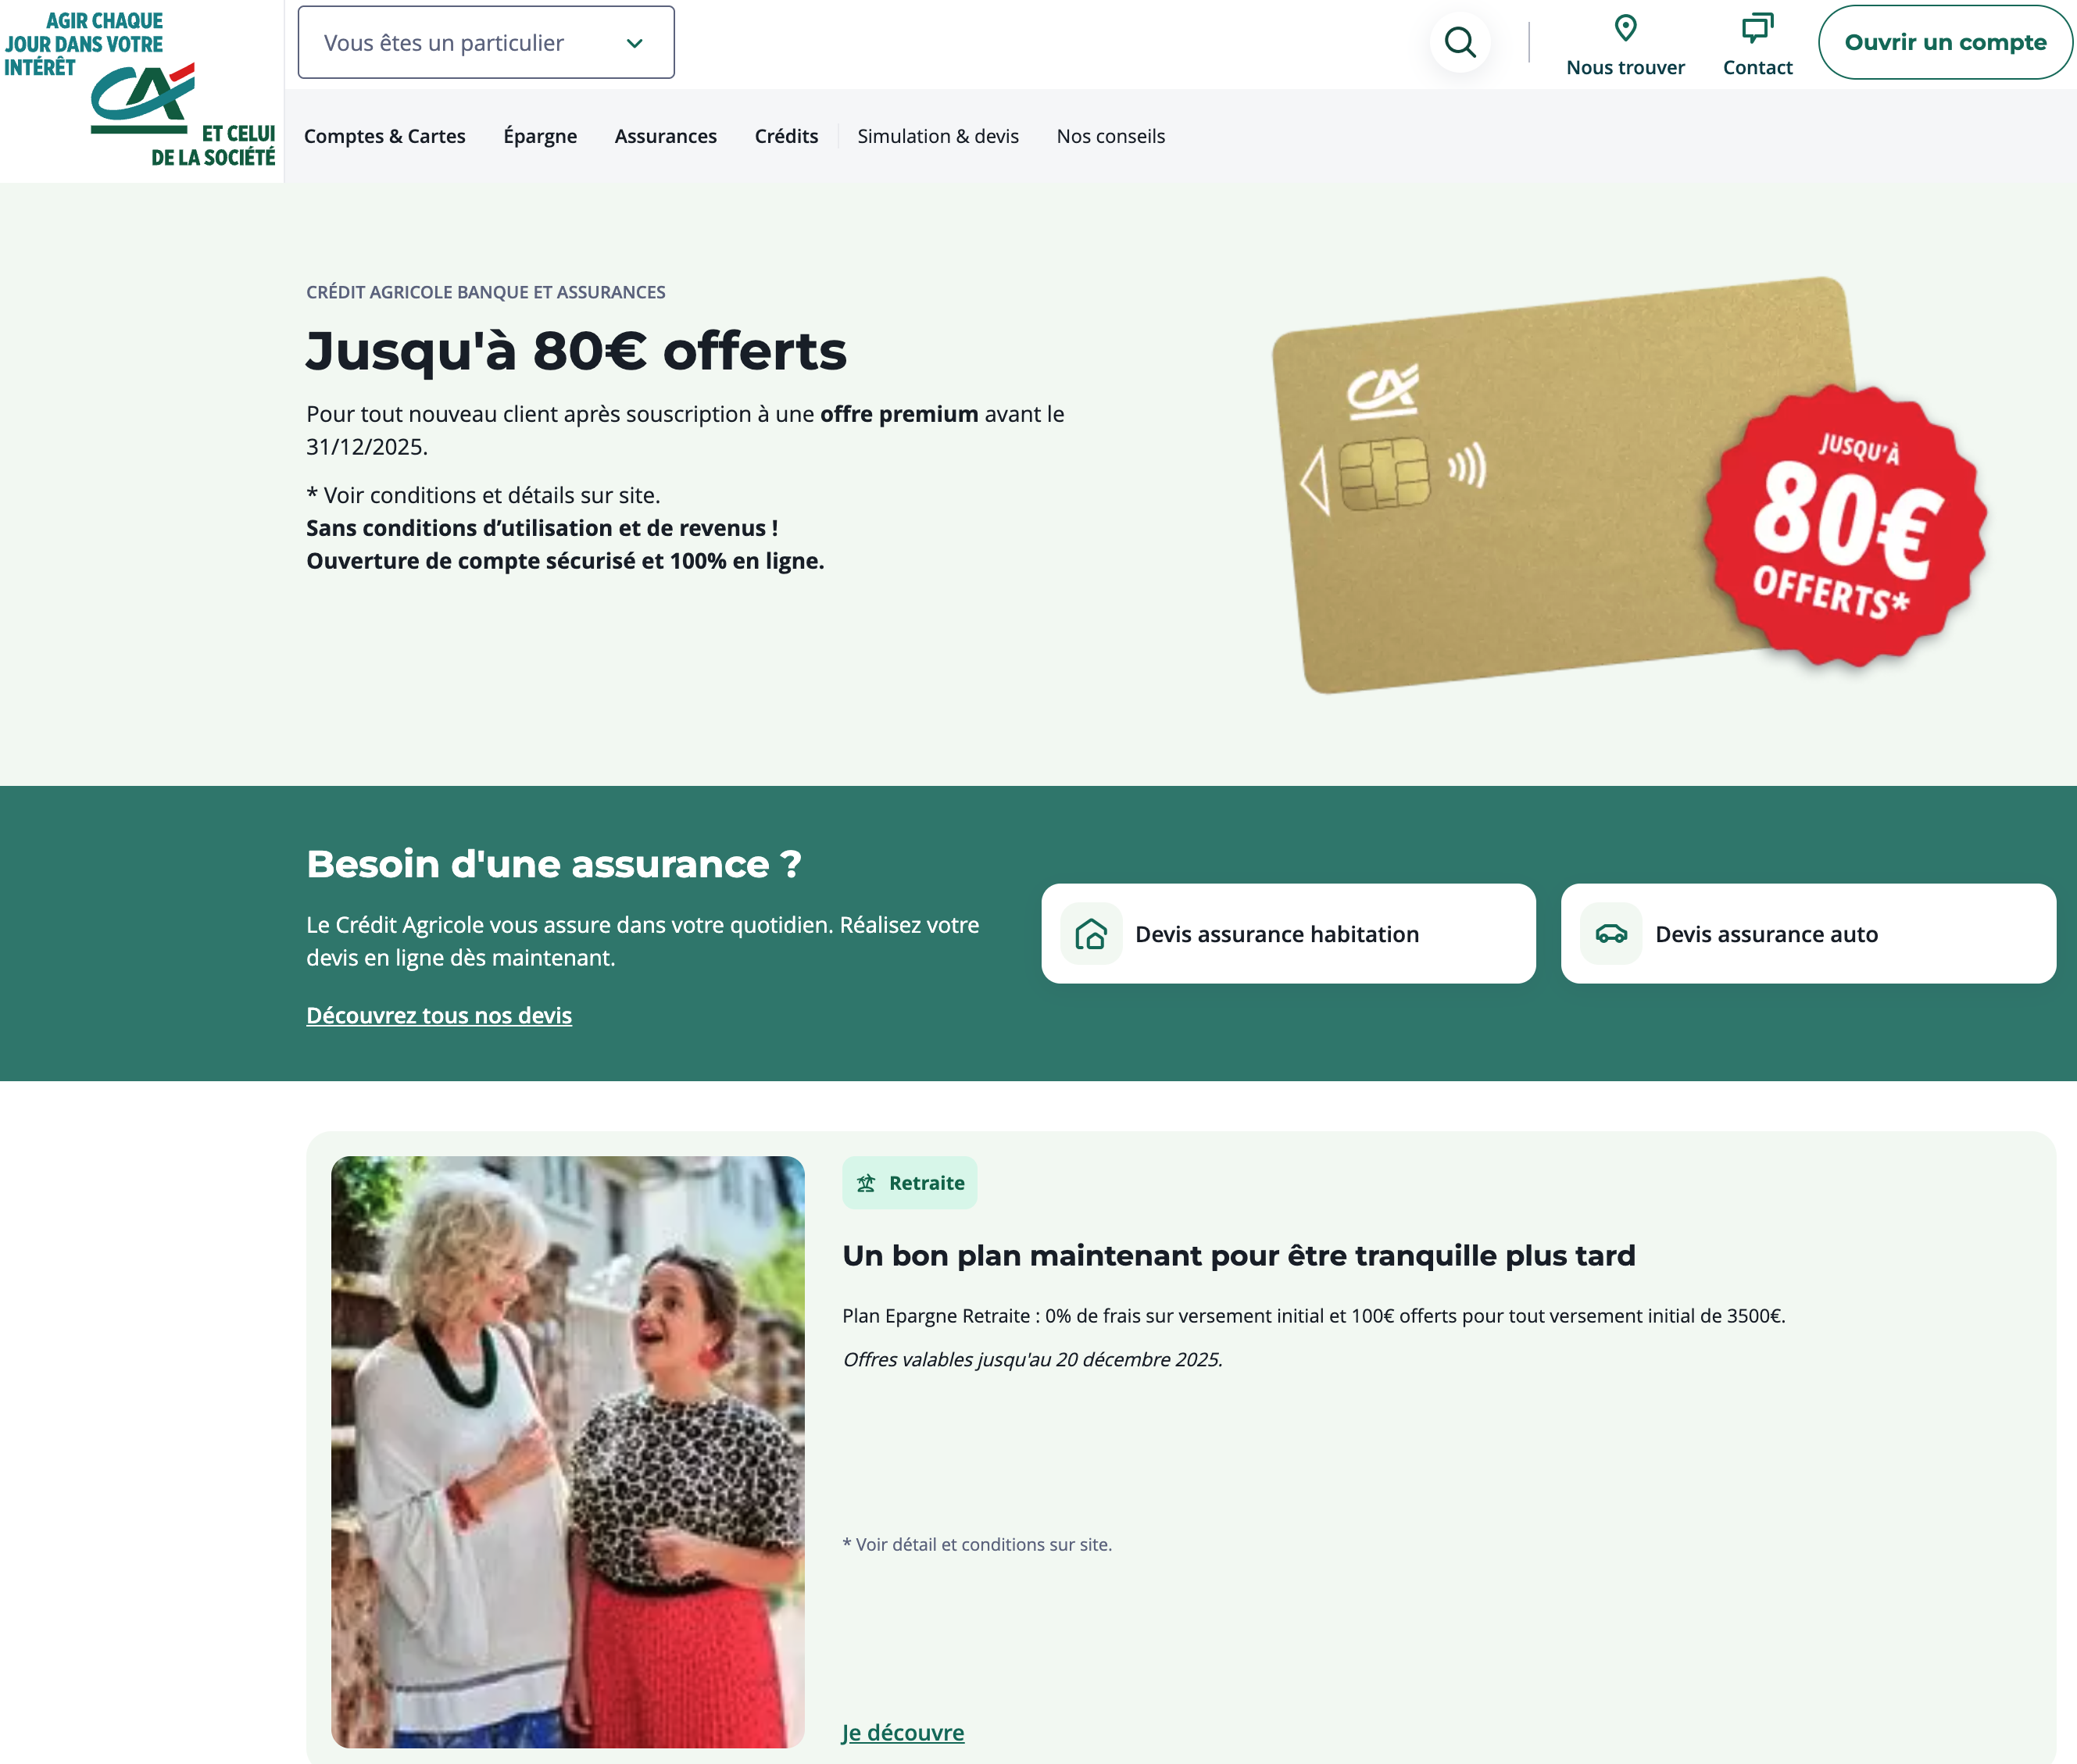 AGIR CHAQUE
JOUR DANS VOTRE
INTÉRÊT
CA
ET CELUI
DE LA SOCIÉTÉ
Vous êtes un particulier
Nous trouver
Contact
Ouvrir un compte
Comptes & Cartes
Épargne
Assurances
Crédits
Simulation & devis
Nos conseils
CRÉDIT AGRICOLE BANQUE ET ASSURANCES
Jusqu'à 80€ offerts
Pour tout nouveau client après souscription à une offre premium avant le
31/12/2025.
* Voir conditions et détails sur site.
Sans conditions d’utilisation et de revenus !
Ouverture de compte sécurisé et 100% en ligne.
CA
JUSQU'À
80€
OFFERTS*
Besoin d'une assurance ?
Le Crédit Agricole vous assure dans votre quotidien. Réalisez votre
devis en ligne dès maintenant.
Découvrez tous nos devis
Devis assurance habitation
Devis assurance auto
Retraite
Un bon plan maintenant pour être tranquille plus tard
Plan Epargne Retraite : 0% de frais sur versement initial et 100€ offerts pour tout versement initial de 3500€.
Offres valables jusqu'au 20 décembre 2025.
* Voir détail et conditions sur site.
Je découvre